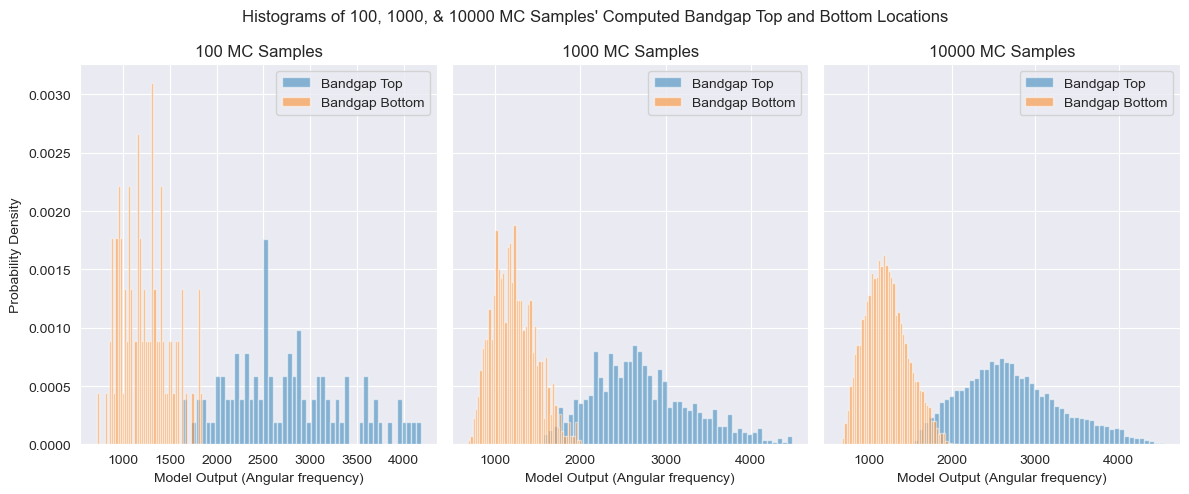 Histograms of 100, 1000, & 10000 MC Samples' Computed Bandgap Top and Bottom Locations
100 MC Samples
1000 MC Samples
10000 MC Samples
Probability Density
0.0030
0.0025
0.0020
0.0015
0.0010
0.0005
0.0000
Bandgap Top
Bandgap Bottom
Bandgap Top
Bandgap Bottom
Bandgap Top
Bandgap Bottom
1000 1500 2000 2500 3000 3500 4000
1000 2000 3000 4000
1000 2000 3000 4000
Model Output (Angular frequency)
Model Output (Angular frequency)
Model Output (Angular frequency)